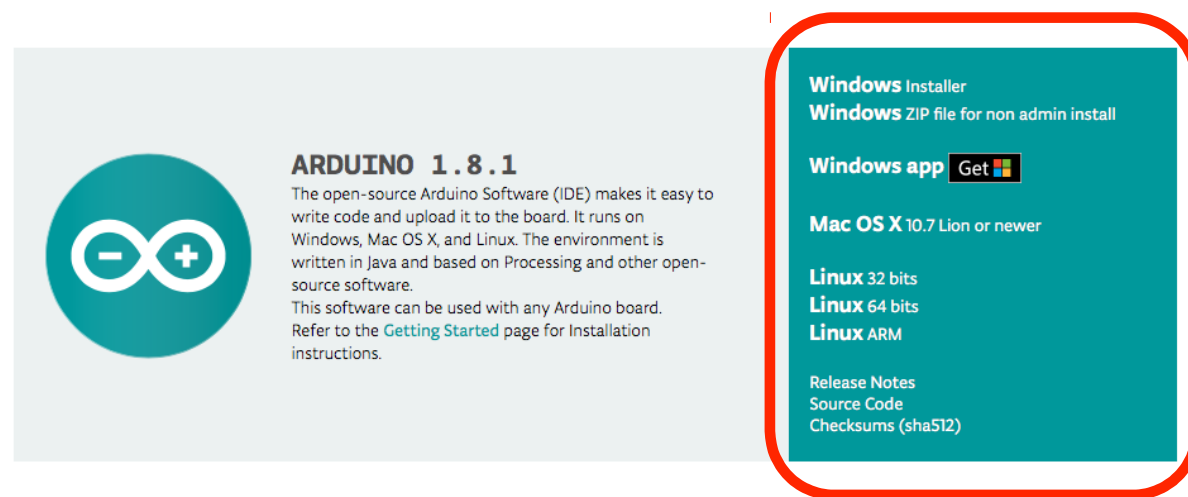 ARDUINO 1.8.1
The open-source Arduino Software (IDE) makes it easy to
write code and upload it to the board. It runs on
Windows, Mac OS X, and Linux. The environment is
written in Java and based on Processing and other open-
source software.
This software can be used with any Arduino board.
Refer to the Getting Started page for Installation
instructions.
Windows Installer
Windows ZIP file for non admin install
Windows app Get
Mac OS X 10.7 Lion or newer
Linux 32 bits
Linux 64 bits
Linux ARM
Release Notes
Source Code
Checksums (sha512)